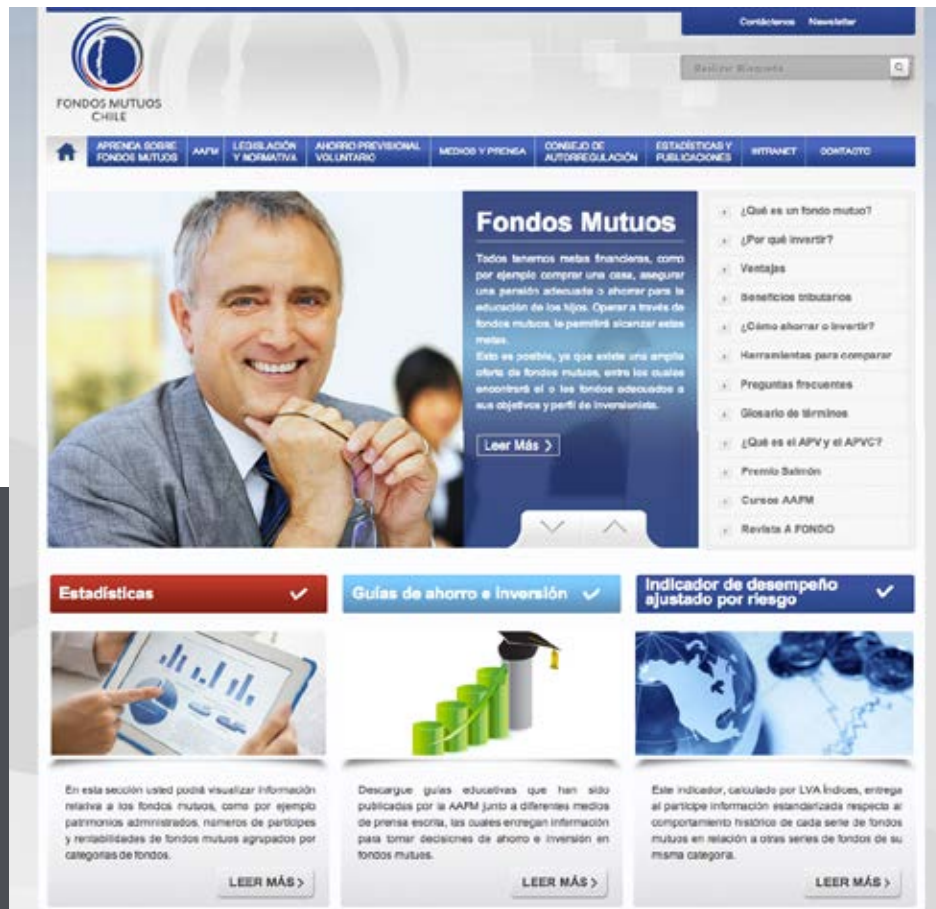 Contáctenos Newsletter
Realizar Búsqueda
FONDOS MUTUOS
CHILE
APRENDA SOBRE
FONDOS MUTUOS
AAFM
LEGISLACIÓN
Y NORMATIVA
AHORRO PREVISIONAL
VOLUNTARIO
MEDIOS Y PRENSA
CONSEJO DE
AUTORREGULACIÓN
ESTADÍSTICAS Y
PUBLICACIONES
INTRANET
CONTACTO
Fondos Mutuos
Todos tenemos metas financieras, como
por ejemplo comprar una casa, asegurar
una pensión adecuada o ahorrar para la
educación de los hijos. Operar a través de
fondos mutuos, le permitirá alcanzar estas
metas.
Esto es posible, ya que existe una amplia
oferta de fondos mutuos, entre los cuales
encontrará el o los fondos adecuados a
sus objetivos y perfil de inversionista.
Leer Más >
¿Qué es un fondo mutuo?
¿Por qué invertir?
Ventajas
Beneficios tributarios
¿Cómo ahorrar o invertir?
Herramientas para comparar
Preguntas frecuentes
Glosario de términos
¿Qué es el APV y el APVC?
Premio Salmón
Cursos AAFM
Revista A FONDO
Estadísticas
En esta sección usted podrá visualizar información
relativa a los fondos mutuos, como por ejemplo
patrimonios administrados, números de partícipes
y rentabilidades de fondos mutuos agrupados por
categorías de fondos.
LEER MÁS >
Guías de ahorro e inversión
Descargue guías educativas que han sido
publicadas por la AAFM junto a diferentes medios
de prensa escrita, las cuales entregan información
para tomar decisiones de ahorro e inversión en
fondos mutuos.
LEER MÁS >
Indicador de desempeño
ajustado por riesgo
Este indicador, calculado por LVA Índices, entrega
al partícipe información estandarizada respecto al
comportamiento histórico de cada serie de fondos
mutuos en relación a otras series de fondos de su
misma categoría.
LEER MÁS >